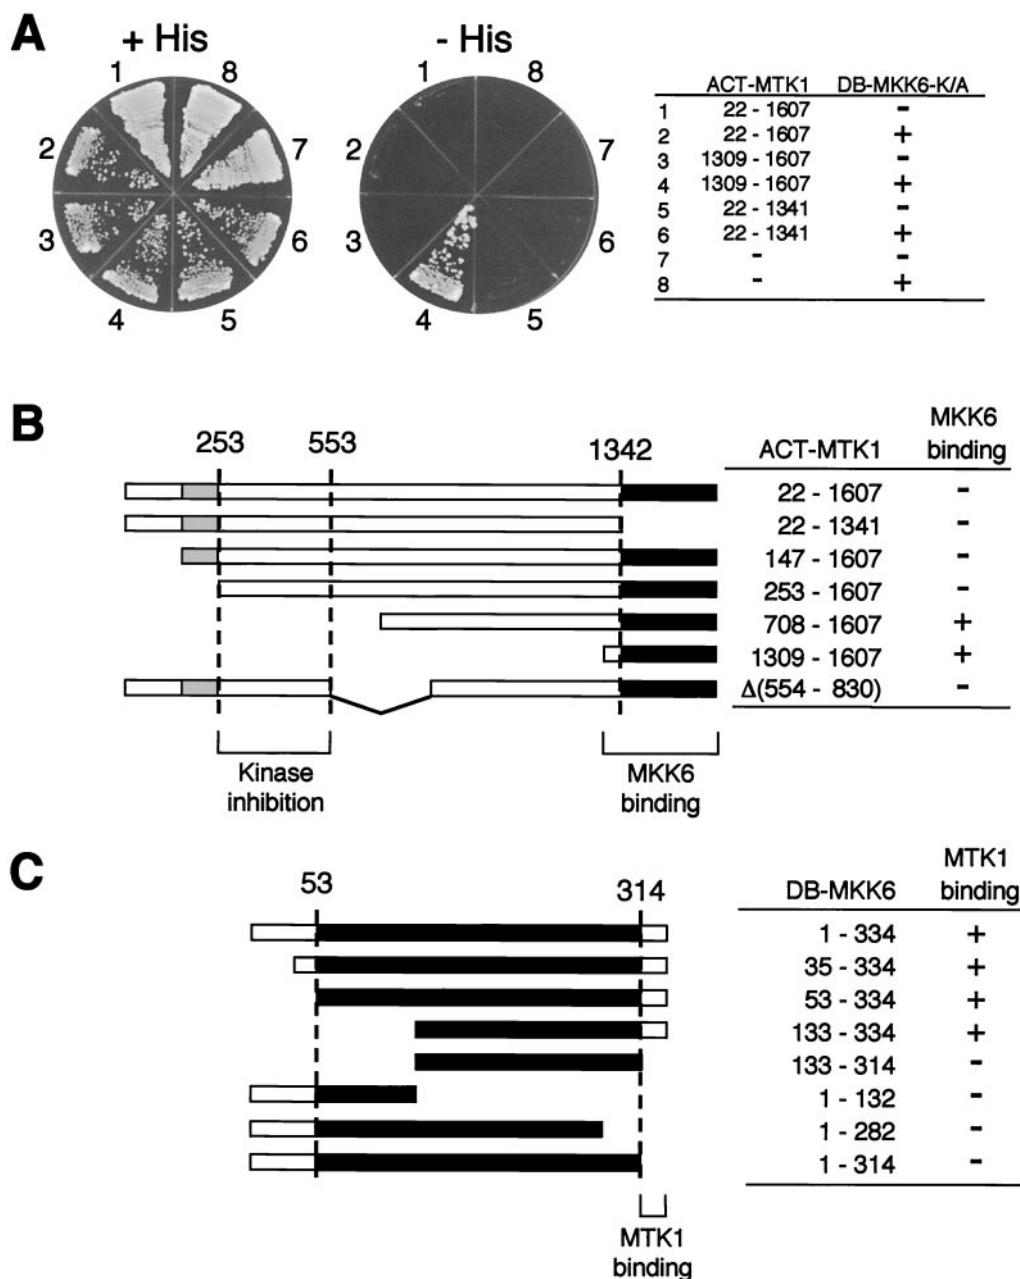 A
+ His
- His
1 8
2 7
3 6
4 5
1 8
2 7
3 6
4 5
ACT-MTK1 DB-MKK6-K/A
1 22 - 1607 -
2 22 - 1607 +
3 1309 - 1607 -
4 1309 - 1607 +
5 22 - 1341 -
6 22 - 1341 +
7 - -
8 - +
B
253 553 1342
ACT-MTK1 MKK6
binding
22 - 1607 -
22 - 1341 -
147 - 1607 -
253 - 1607 -
708 - 1607 +
1309 - 1607 +
Δ(554 - 830) -
Kinase
inhibition
MKK6
binding
C
53 314
DB-MKK6 MTK1
binding
1 - 334 +
35 - 334 +
53 - 334 +
133 - 334 +
133 - 314 -
1 - 132 -
1 - 282 -
1 - 314 -
MTK1
binding